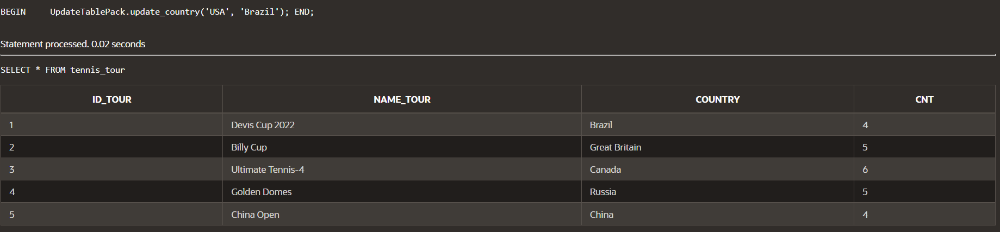 BEGIN     UpdateTablePack.update_country('USA', 'Brazil'); END;
Statement processed. 0.02 seconds
SELECT * FROM tennis_tour
ID_TOUR NAME_TOUR COUNTRY CNT
1 Devis Cup 2022 Brazil 4
2 Billy Cup Great Britain 5
3 Ultimate Tennis-4 Canada 6
4 Golden Domes Russia 5
5 China Open China 4